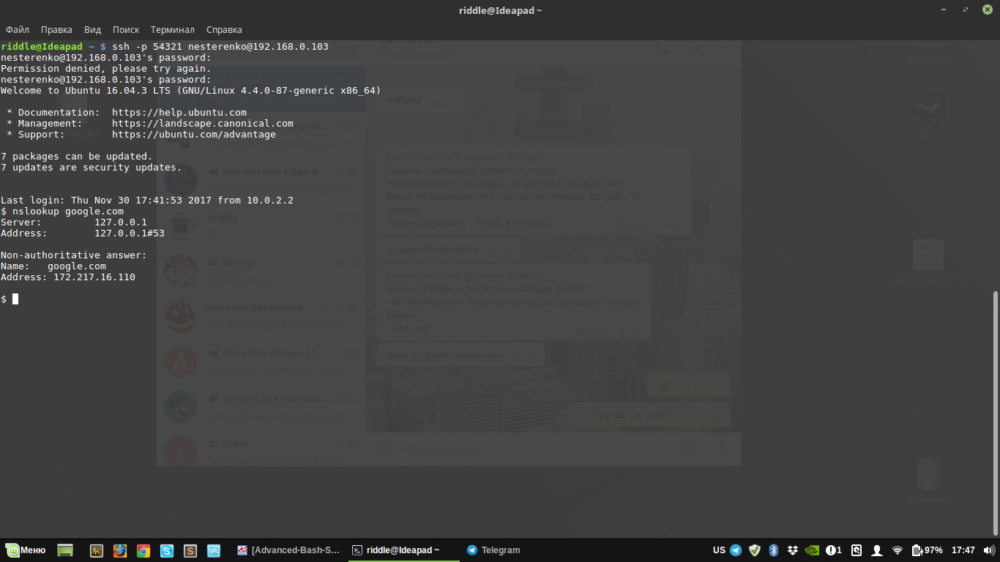 riddle@Ideapad ~
Файл Правка Вид Поиск Терминал Справка
riddle@Ideapad ~ $ ssh -p 54321 nesterenko@192.168.0.103
nesterenko@192.168.0.103's password:
Permission denied, please try again.
nesterenko@192.168.0.103's password:
Welcome to Ubuntu 16.04.3 LTS (GNU/Linux 4.4.0-87-generic x86_64)
* Documentation: https://help.ubuntu.com
* Management: https://landscape.canonical.com
* Support: https://ubuntu.com/advantage
7 packages can be updated.
7 updates are security updates.
Last login: Thu Nov 30 17:41:53 2017 from 10.0.2.2
$ nslookup google.com
Server: 127.0.0.1
Address: 127.0.0.1#53
Non-authoritative answer:
Name: google.com
Address: 172.217.16.110
$
Хай-теч вам в бок
Sergey
DevOps
Николай Безверхий
All-in-One Person | T...
Tproger для програм...
Epam
November 29
m4KaAf
November 30
Forwarded from Дерзкий Мойша
Парень с девушкой гуляют по парку.
Ни мороженого, ни воды, ни цветов в продаже нет.
Висит объявление: "Не сорить, не плевать. Штраф - 10
гривен"
Парень девушке: - Плюй, я угощаю
по джентельменски
Forwarded from Дерзкий Мойша
В пункт приема стеклотары заходит БОМЖ:
- Вы принимаете бутылки из-под шотландского виски?
Пауза.
- Нет, сэр.
дабл по джентельменски
Ты будешь сегодня?
Telegram
Steam
apache_logs.txt
Корзина
Меню
[Advanced-Bash-S...
riddle@Ideapad ~
Telegram
US
1
97%
17:47